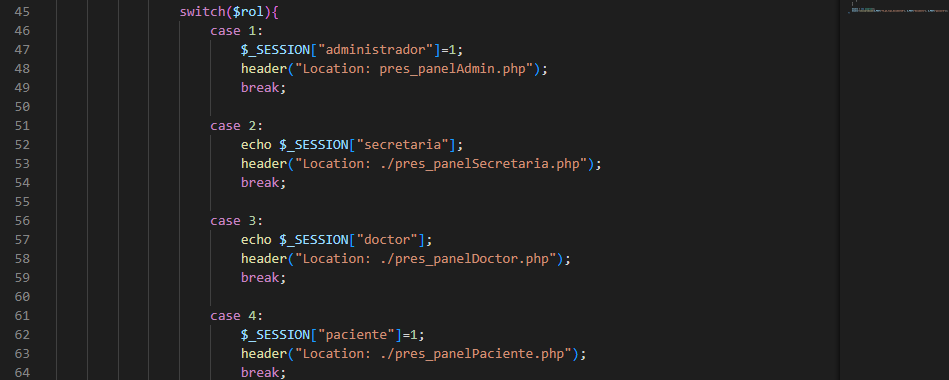 45 switch($rol){
46 case 1:
47 $_SESSION["administrador"]=1;
48 header("Location: pres_panelAdmin.php");
49 break;
50
51 case 2:
52 echo $_SESSION["secretaria"];
53 header("Location: ./pres_panelSecretaria.php");
54 break;
55
56 case 3:
57 echo $_SESSION["doctor"];
58 header("Location: ./pres_panelDoctor.php");
59 break;
60
61 case 4:
62 $_SESSION["paciente"]=1;
63 header("Location: ./pres_panelPaciente.php");
64 break;